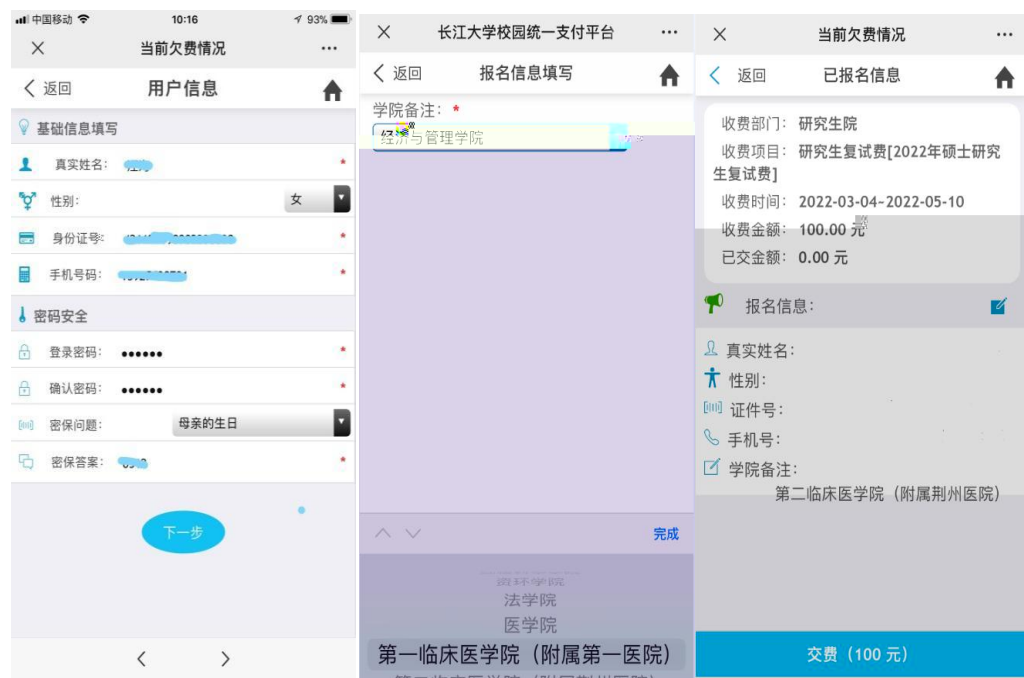 中国移动
10:16
93%
当前欠费情况
返回
用户信息
基础信息填写
真实姓名:
*
性别:
女
身份证号:
*
手机号码:
*
密码安全
登录密码:
••••••
*
确认密码:
••••••
*
密保问题:
母亲的生日
密保答案:
*
下一步
长江大学校园统一支付平台
返回
报名信息填写
学院备注: *
经济与管理学院
完成
资环学院
法学院
医学院
第一临床医学院（附属第一医院）
当前欠费情况
返回
已报名信息
收费部门: 研究生院
收费项目: 研究生复试费[2022年硕士研究
生复试费]
收费时间: 2022-03-04~2022-05-10
收费金额: 100.00 元
已交金额: 0.00 元
报名信息:
真实姓名:
性别:
证件号:
手机号:
学院备注:
第二临床医学院（附属荆州医院）
交费（100 元）